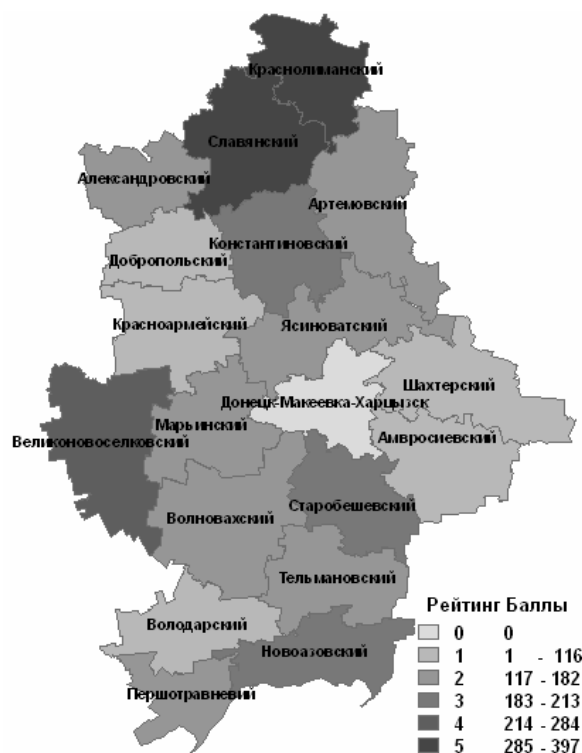 Краснолиманский
Славянский
Александровский
Артемовский
Константиновский
Добропольский
Красноармейский
Ясиноватский
Шахтерский
Донецк-Макеевка-Харцызск
Марьинский
Амвросиевский
Великоновоселковский
Старобешевский
Волновахский
Тельмановский
Володарский
Новоазовский
Першотравневий
Рейтинг Баллы
0 0
1 1 - 116
2 117 - 182
3 183 - 213
4 214 - 284
5 285 - 397